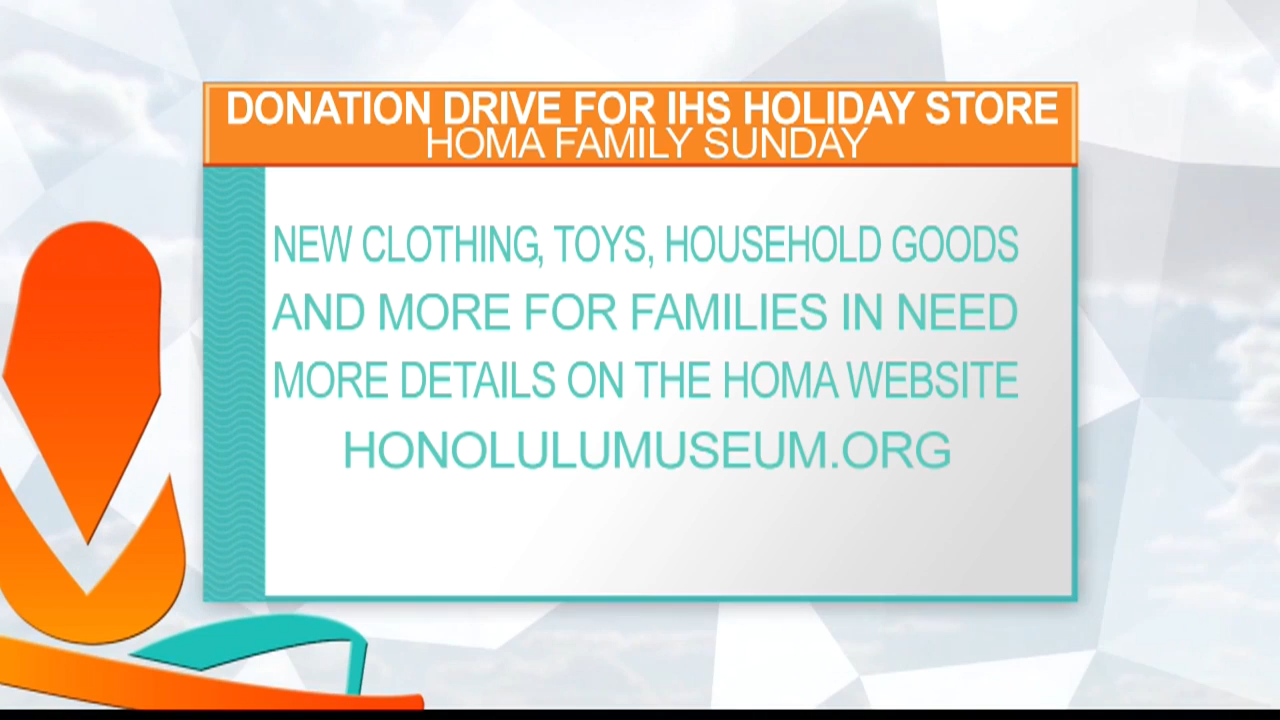 DONATION DRIVE FOR IHS HOLIDAY STORE
HOMA FAMILY SUNDAY
NEW CLOTHING, TOYS, HOUSEHOLD GOODS
AND MORE FOR FAMILIES IN NEED
MORE DETAILS ON THE HOMA WEBSITE
HONOLULUMUSEUM.ORG